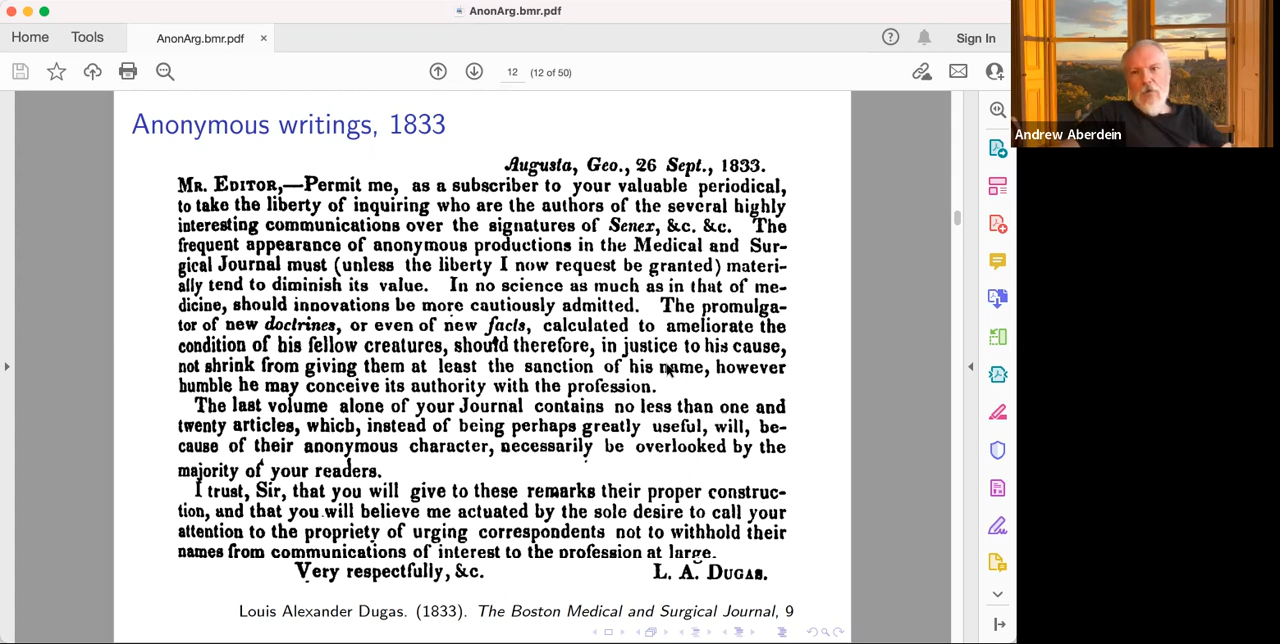 AnonArg.bmr.pdf
Home Tools AnonArg.bmr.pdf × Sign In
12 (12 of 50)
Andrew Aberdein
Anonymous writings, 1833
Augusta, Geo., 26 Sept., 1833.
MR. EDITOR,—Permit me, as a subscriber to your valuable periodical,
to take the liberty of inquiring who are the authors of the several highly
interesting communications over the signatures of Senex, &c. &c. The
frequent appearance of anonymous productions in the Medical and Sur-
gical Journal must (unless the liberty I now request be granted) materi-
ally tend to diminish its value. In no science as much as in that of me-
dicine, should innovations be more cautiously admitted. The promulga-
tor of new doctrines, or even of new facts, calculated to ameliorate the
condition of his fellow creatures, should therefore, in justice to his cause,
not shrink from giving them at least the sanction of his name, however
humble he may conceive its authority with the profession.
The last volume alone of your Journal contains no less than one and
twenty articles, which, instead of being perhaps greatly useful, will, be-
cause of their anonymous character, necessarily be overlooked by the
majority of your readers.
I trust, Sir, that you will give to these remarks their proper construc-
tion, and that you will believe me actuated by the sole desire to call your
attention to the propriety of urging correspondents not to withhold their
names from communications of interest to the profession at large.
Very respectfully, &c. L. A. DUGAS.
Louis Alexander Dugas. (1833). The Boston Medical and Surgical Journal, 9